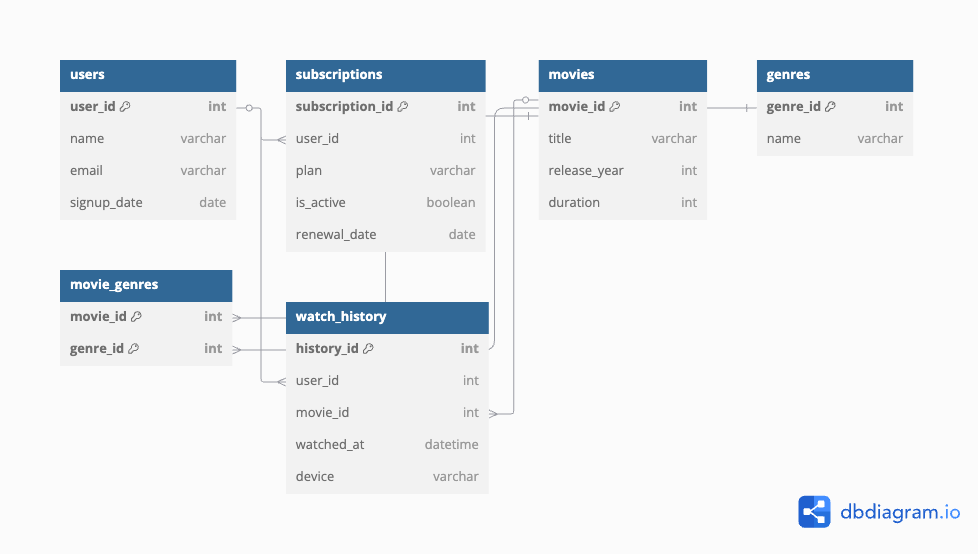 users
user_id int
name varchar
email varchar
signup_date date
subscriptions
subscription_id int
user_id int
plan varchar
is_active boolean
renewal_date date
movies
movie_id int
title varchar
release_year int
duration int
genres
genre_id int
name varchar
movie_genres
movie_id int
genre_id int
watch_history
history_id int
user_id int
movie_id int
watched_at datetime
device varchar
dbdiagram.io